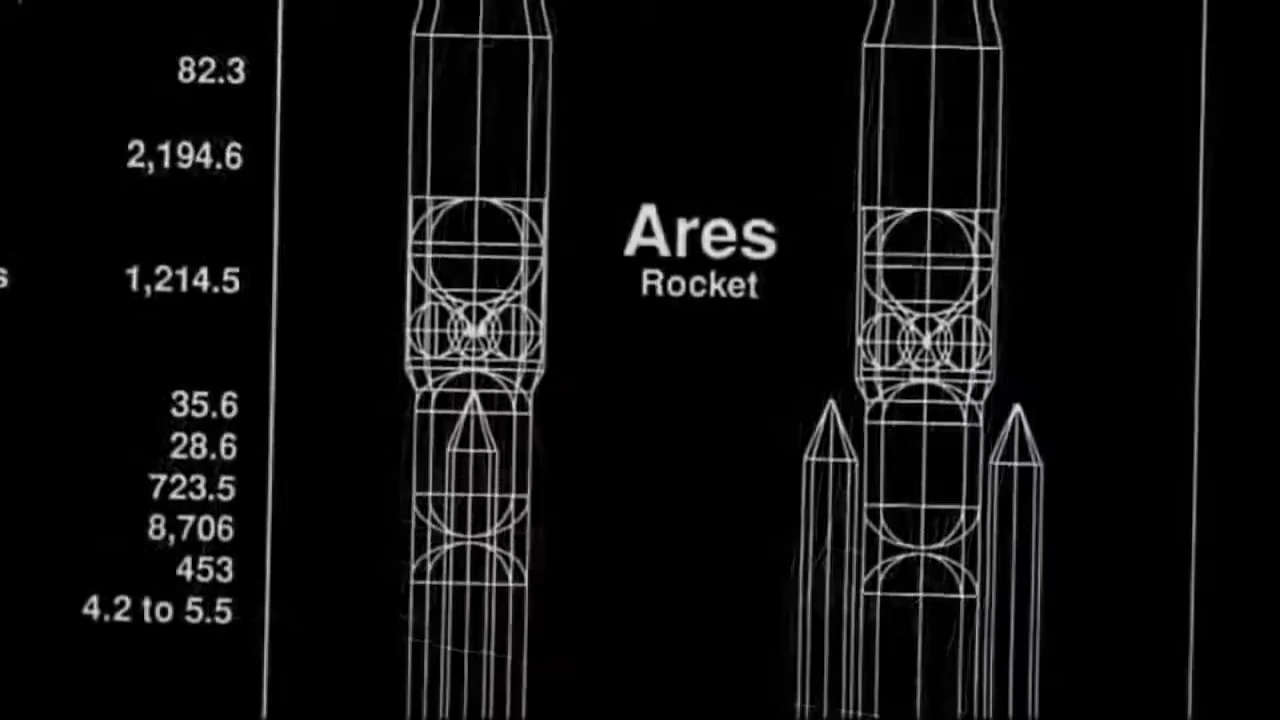 82.3
2,194.6
Ares
Rocket
s 1,214.5
35.6
28.6
723.5
8,706
453
4.2 to 5.5